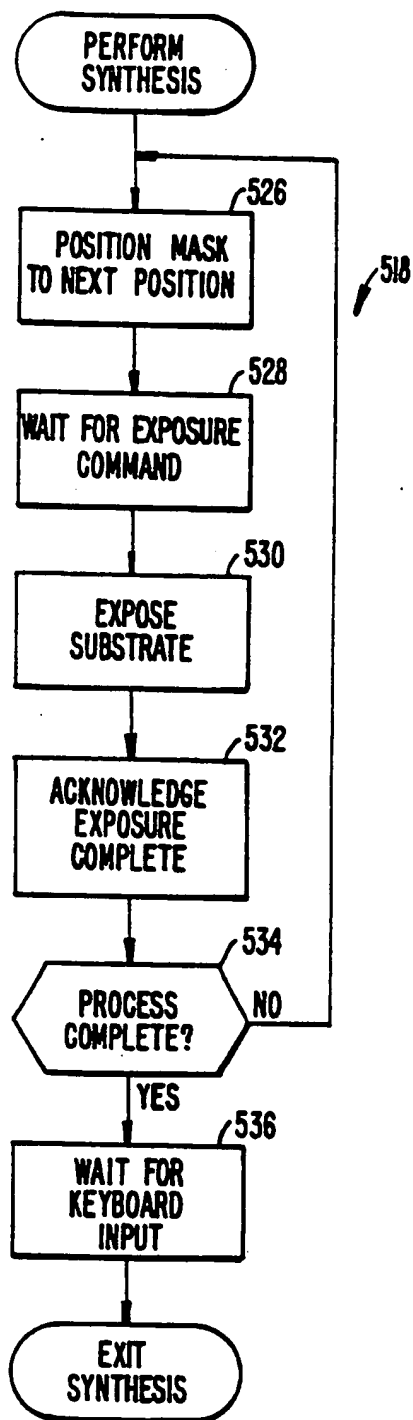 PERFORM
SYNTHESIS
526
POSITION MASK
TO NEXT POSITION
518
528
WAIT FOR EXPOSURE
COMMAND
530
EXPOSE
SUBSTRATE
532
ACKNOWLEDGE
EXPOSURE
COMPLETE
534
PROCESS
COMPLETE?
NO
YES
536
WAIT FOR
KEYBOARD
INPUT
EXIT
SYNTHESIS